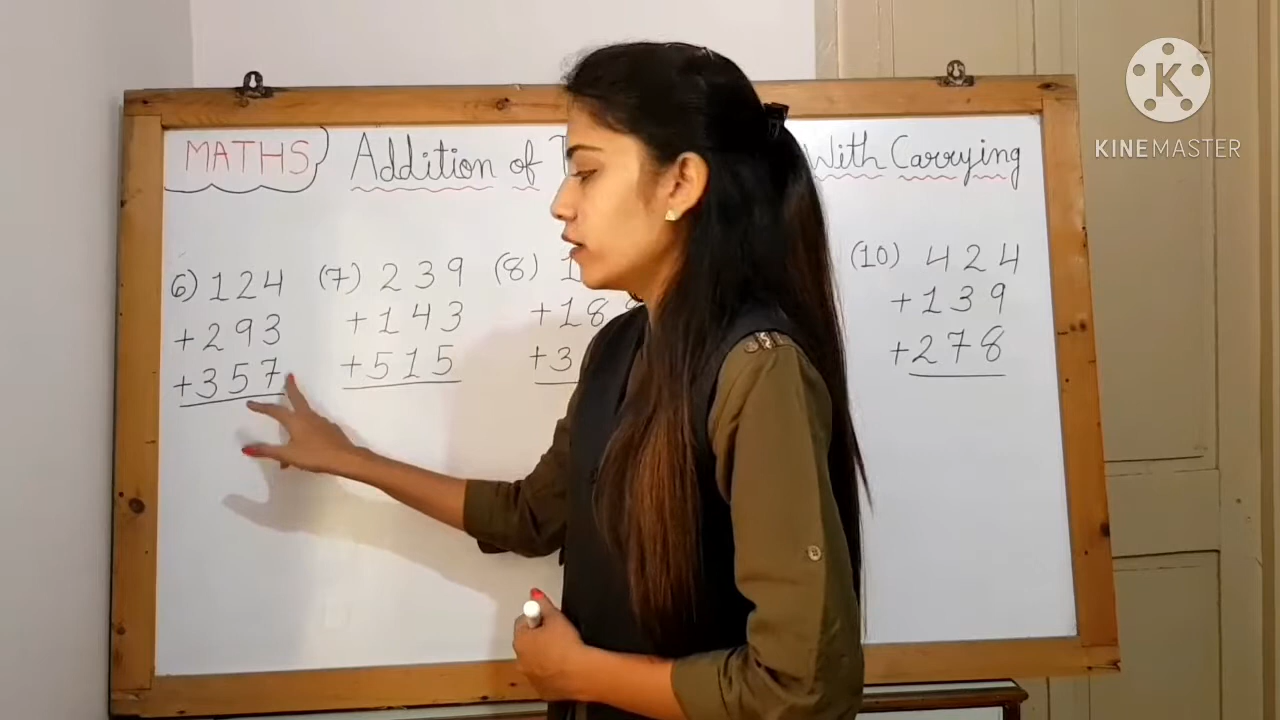 MATHS
Addition of
With Carrying
6) 124
+293
+357
(7) 239
+143
+515
(8) 1
+18
+3
(10) 424
+139
+278
K
KINEMASTER